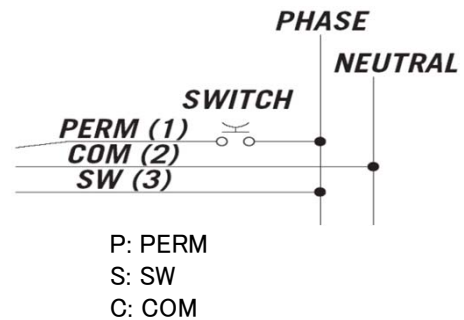 PHASE
NEUTRAL
SWITCH
PERM (1)
COM (2)
SW (3)
P: PERM
S: SW
C: COM